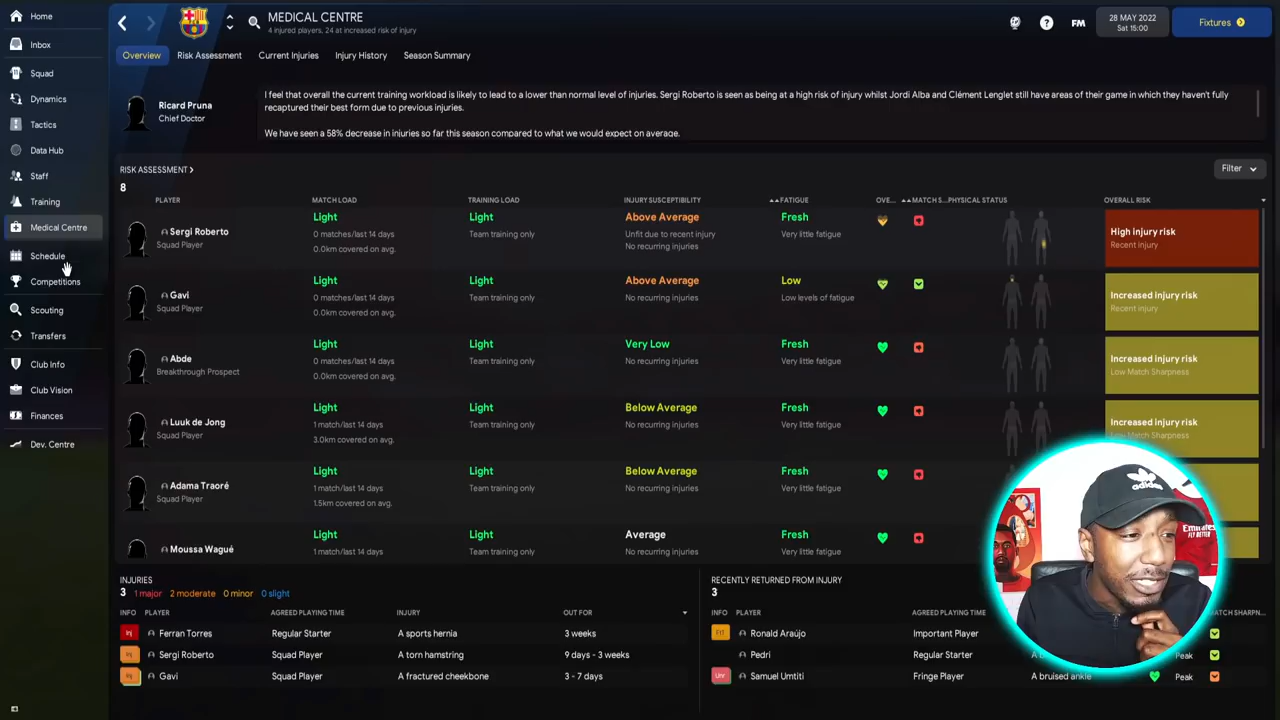 Home
Inbox
Squad
Dynamics
Tactics
Data Hub
Staff
Training
Medical Centre
Schedule
Competitions
Scouting
Transfers
Club Info
Club Vision
Finances
Dev. Centre
MEDICAL CENTRE
4 injured players, 24 at increased risk of injury
?
FM
28 MAY 2022
Sat 15:00
Fixtures
Overview
Risk Assessment
Current Injuries
Injury History
Season Summary
Ricard Pruna
Chief Doctor
I feel that overall the current training workload is likely to lead to a lower than normal level of injuries. Sergi Roberto is seen as being at a high risk of injury whilst Jordi Alba and Clément Lenglet still have areas of their game in which they haven't fully
recaptured their best form due to previous injuries.
We have seen a 58% decrease in injuries so far this season compared to what we would expect on average.
RISK ASSESSMENT
8
Filter
PLAYER MATCH LOAD TRAINING LOAD INJURY SUSCEPTIBILITY FATIGUE OVE... MATCH S... PHYSICAL STATUS OVERALL RISK
Sergi Roberto
Squad Player
Light
0 matches/last 14 days
0.0km covered on avg.
Light
Team training only
Above Average
Unfit due to recent injury
No recurring injuries
Fresh
Very little fatigue
High injury risk
Recent injury
Gavi
Squad Player
Light
0 matches/last 14 days
0.0km covered on avg.
Light
Team training only
Above Average
No recurring injuries
Low
Low levels of fatigue
Increased injury risk
Recent injury
Abde
Breakthrough Prospect
Light
0 matches/last 14 days
0.0km covered on avg.
Light
Team training only
Very Low
No recurring injuries
Fresh
Very little fatigue
Increased injury risk
Low Match Sharpness
Luuk de Jong
Squad Player
Light
1 match/last 14 days
3.0km covered on avg.
Light
Team training only
Below Average
No recurring injuries
Fresh
Very little fatigue
Increased injury risk
Low Match Sharpness
Adama Traoré
Squad Player
Light
1 match/last 14 days
1.5km covered on avg.
Light
Team training only
Below Average
No recurring injuries
Fresh
Very little fatigue
Moussa Wagué
Light
1 match/last 14 days
Light
Team training only
Average
No recurring injuries
Fresh
Very little fatigue
INJURIES
3 1 major 2 moderate 0 minor 0 slight
INFO PLAYER AGREED PLAYING TIME INJURY OUT FOR
Inj Ferran Torres Regular Starter A sports hernia 3 weeks
Inj Sergi Roberto Squad Player A torn hamstring 9 days - 3 weeks
Inj Gavi Squad Player A fractured cheekbone 3 - 7 days
RECENTLY RETURNED FROM INJURY
3
INFO PLAYER AGREED PLAYING TIME
Ronald Araújo Important Player
Pedri Regular Starter Peak
Unf Samuel Umtiti Fringe Player A bruised ankle Peak
adidas
Emirates
FLY BETTER